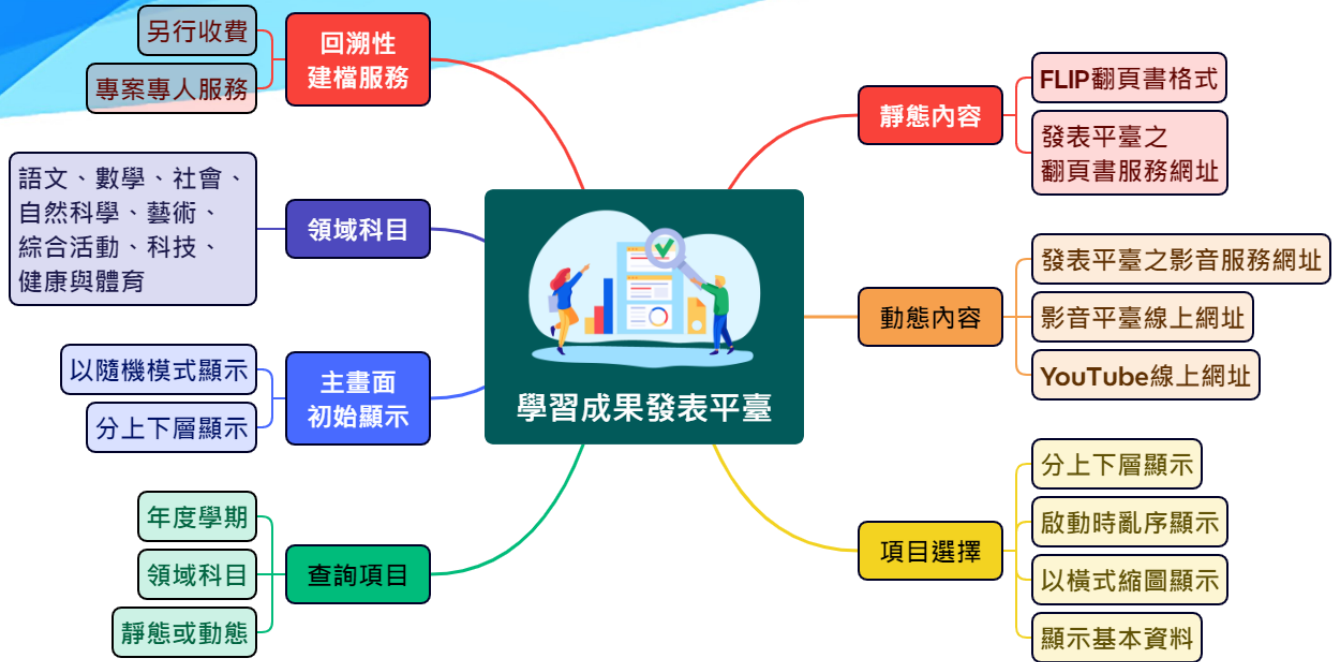 學習成果發表平臺
靜態內容
FLIP翻頁書格式
發表平臺之
翻頁書服務網址
動態內容
發表平臺之影音服務網址
影音平臺線上網址
YouTube線上網址
項目選擇
分上下層顯示
啟動時亂序顯示
以橫式縮圖顯示
顯示基本資料
回溯性
建檔服務
另行收費
專案專人服務
領域科目
語文、數學、社會、
自然科學、藝術、
綜合活動、科技、
健康與體育
主畫面
初始顯示
以隨機模式顯示
分上下層顯示
查詢項目
年度學期
領域科目
靜態或動態